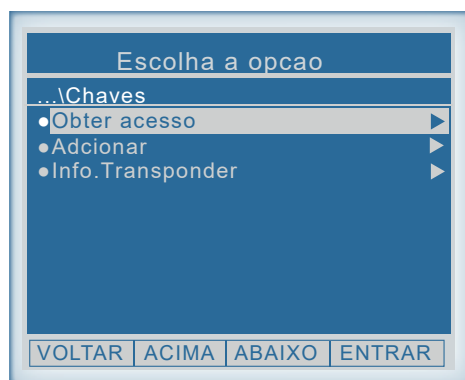 Escolha a opcao
...\Chaves
●Obter acesso ▶
●Adcionar ▶
●Info.Transponder ▶
VOLTAR ACIMA ABAIXO ENTRAR